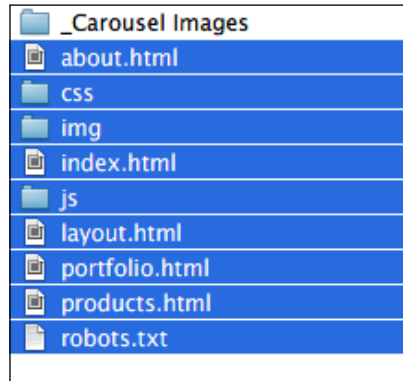 _Carousel Images
about.html
css
img
index.html
js
layout.html
portfolio.html
products.html
robots.txt